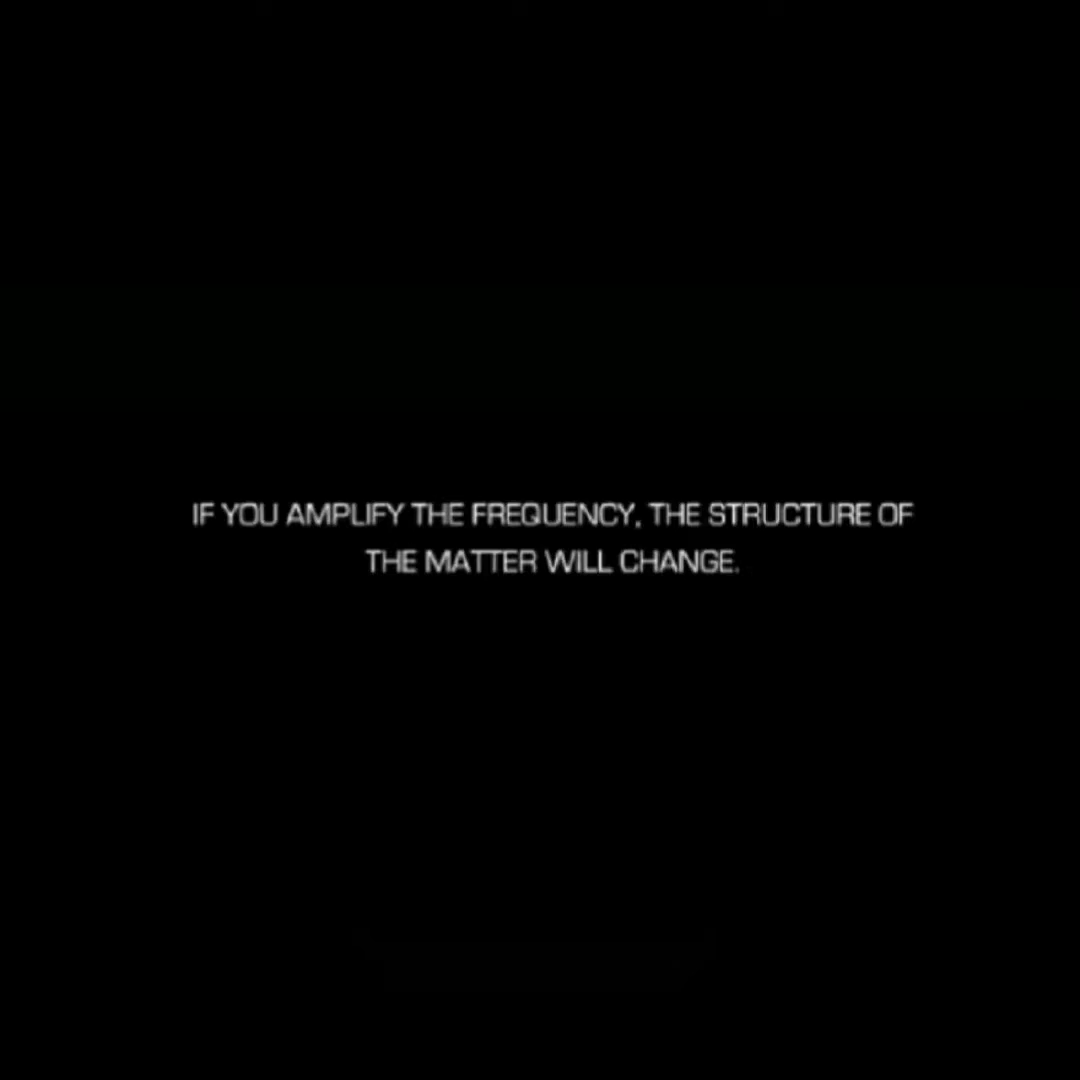 IF YOU AMPLIFY THE FREQUENCY, THE STRUCTURE OF
THE MATTER WILL CHANGE.